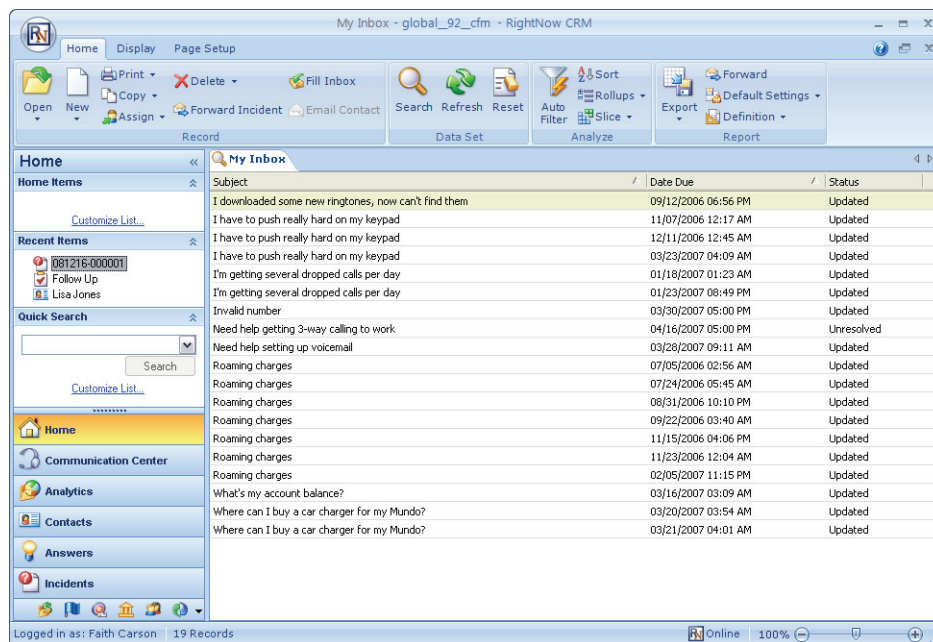 My Inbox - global_92_cfm - RightNow CRM
Home Display Page Setup
Open
New
Print
Copy
Assign
Delete
Fill Inbox
Forward Incident
Email Contact
Record
Search
Refresh
Reset
Data Set
Auto Filter
Sort
Rollups
Slice
Analyze
Export
Forward
Default Settings
Definition
Report
Home
Home Items
Customize List...
Recent Items
081216-000001
Follow Up
Lisa Jones
Quick Search
Search
Customize List...
Home
Communication Center
Analytics
Contacts
Answers
Incidents
My Inbox
Subject Date Due Status
I downloaded some new ringtones, now can't find them 09/12/2006 06:56 PM Updated
I have to push really hard on my keypad 11/07/2006 12:17 AM Updated
I have to push really hard on my keypad 12/11/2006 12:45 AM Updated
I have to push really hard on my keypad 03/23/2007 04:09 AM Updated
I'm getting several dropped calls per day 01/18/2007 01:23 AM Updated
I'm getting several dropped calls per day 01/23/2007 08:49 PM Updated
Invalid number 03/30/2007 05:00 PM Updated
Need help getting 3-way calling to work 04/16/2007 05:00 PM Unresolved
Need help setting up voicemail 03/28/2007 09:11 AM Updated
Roaming charges 07/05/2006 02:56 AM Updated
Roaming charges 07/24/2006 05:45 AM Updated
Roaming charges 08/31/2006 10:10 PM Updated
Roaming charges 09/22/2006 03:40 AM Updated
Roaming charges 11/15/2006 04:06 PM Updated
Roaming charges 11/23/2006 12:04 AM Updated
Roaming charges 02/05/2007 11:15 PM Updated
What's my account balance? 03/16/2007 03:09 AM Updated
Where can I buy a car charger for my Mundo? 03/20/2007 03:54 AM Updated
Where can I buy a car charger for my Mundo? 03/21/2007 04:01 AM Updated
Logged in as: Faith Carson 19 Records Online 100%